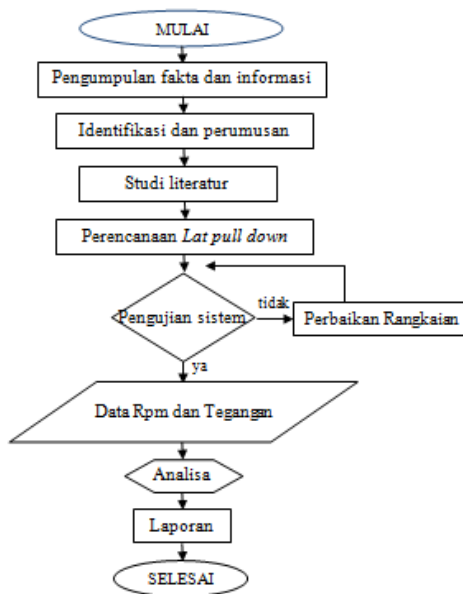 MULAI
Pengumpulan fakta dan informasi
Identifikasi dan perumusan
Studi literatur
Perencanaan Lat pull down
Pengujian sistem
tidak
Perbaikan Rangkaian
ya
Data Rpm dan Tegangan
Analisa
Laporan
SELESAI